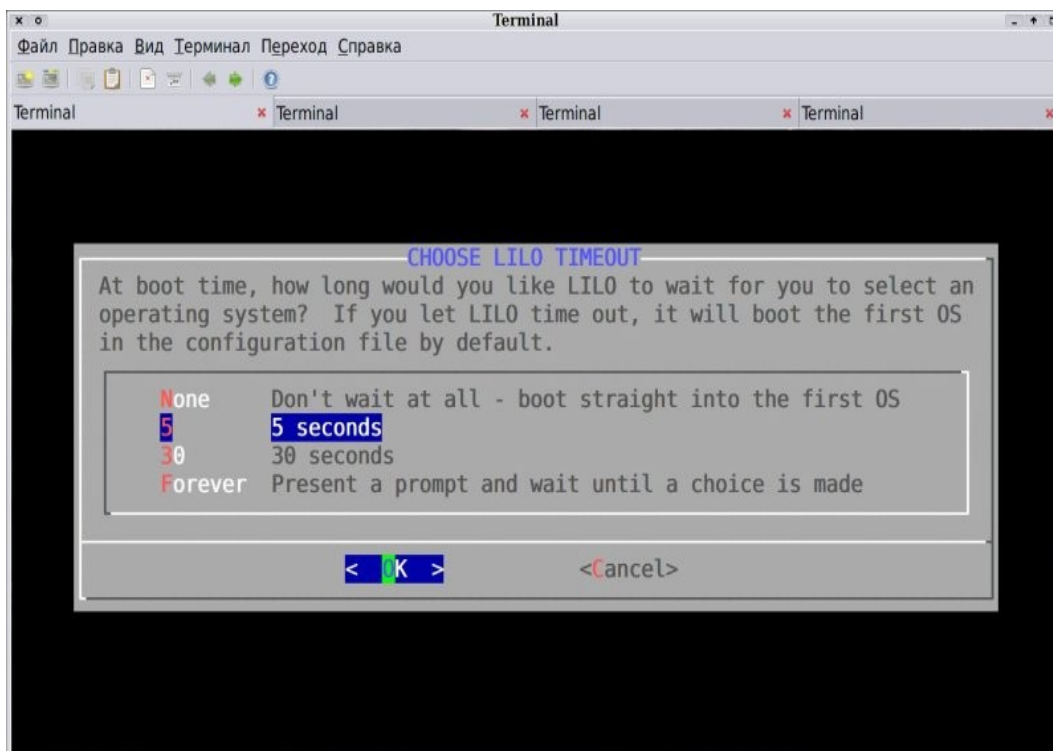 Terminal
Файл Правка Вид Терминал Переход Справка
Terminal Terminal Terminal Terminal
CHOOSE LILO TIMEOUT
At boot time, how long would you like LILO to wait for you to select an
operating system?  If you let LILO time out, it will boot the first OS
in the configuration file by default.
None Don't wait at all - boot straight into the first OS
5 5 seconds
30 30 seconds
Forever Present a prompt and wait until a choice is made
< OK > <Cancel>